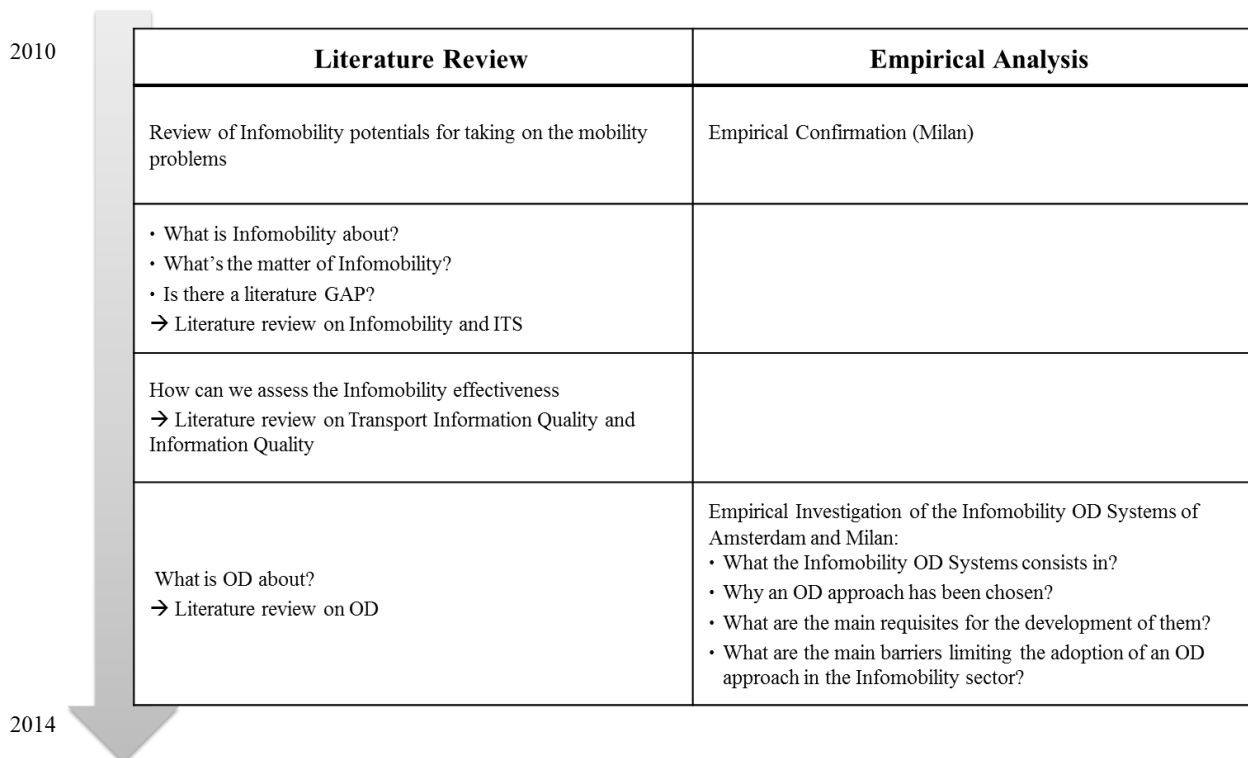 2010
Literature Review
Empirical Analysis
Review of Infomobility potentials for taking on the mobility
problems
Empirical Confirmation (Milan)
• What is Infomobility about?
• What's the matter of Infomobility?
• Is there a literature GAP?
→ Literature review on Infomobility and ITS
How can we assess the Infomobility effectiveness
→ Literature review on Transport Information Quality and
Information Quality
What is OD about?
→ Literature review on OD
Empirical Investigation of the Infomobility OD Systems of
Amsterdam and Milan:
• What the Infomobility OD Systems consists in?
• Why an OD approach has been chosen?
• What are the main requisites for the development of them?
• What are the main barriers limiting the adoption of an OD
approach in the Infomobility sector?
2014